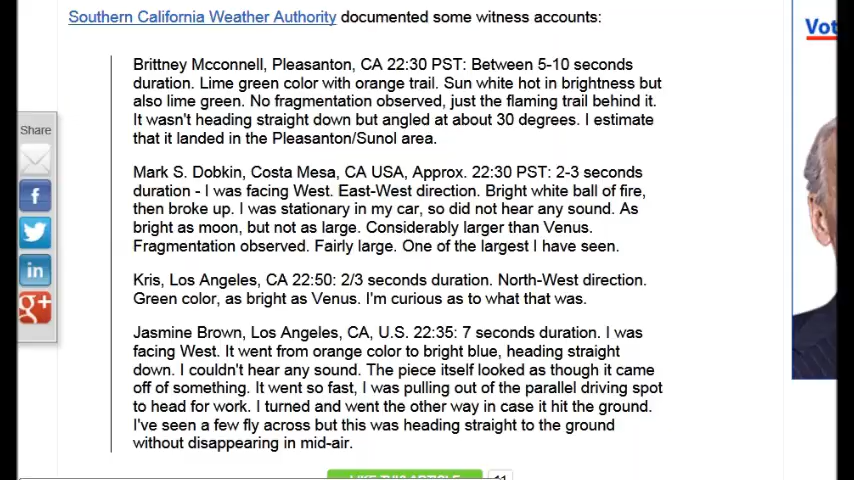 Southern California Weather Authority documented some witness accounts:
Vot
Brittney Mcconnell, Pleasanton, CA 22:30 PST: Between 5-10 seconds
duration. Lime green color with orange trail. Sun white hot in brightness but
also lime green. No fragmentation observed, just the flaming trail behind it.
It wasn't heading straight down but angled at about 30 degrees. I estimate
that it landed in the Pleasanton/Sunol area.
Share
Mark S. Dobkin, Costa Mesa, CA USA, Approx. 22:30 PST: 2-3 seconds
duration - I was facing West. East-West direction. Bright white ball of fire,
then broke up. I was stationary in my car, so did not hear any sound. As
bright as moon, but not as large. Considerably larger than Venus.
Fragmentation observed. Fairly large. One of the largest I have seen.
Kris, Los Angeles, CA 22:50: 2/3 seconds duration. North-West direction.
Green color, as bright as Venus. I'm curious as to what that was.
Jasmine Brown, Los Angeles, CA, U.S. 22:35: 7 seconds duration. I was
facing West. It went from orange color to bright blue, heading straight
down. I couldn't hear any sound. The piece itself looked as though it came
off of something. It went so fast, I was pulling out of the parallel driving spot
to head for work. I turned and went the other way in case it hit the ground.
I've seen a few fly across but this was heading straight to the ground
without disappearing in mid-air.
LIKE THIS ARTICLE